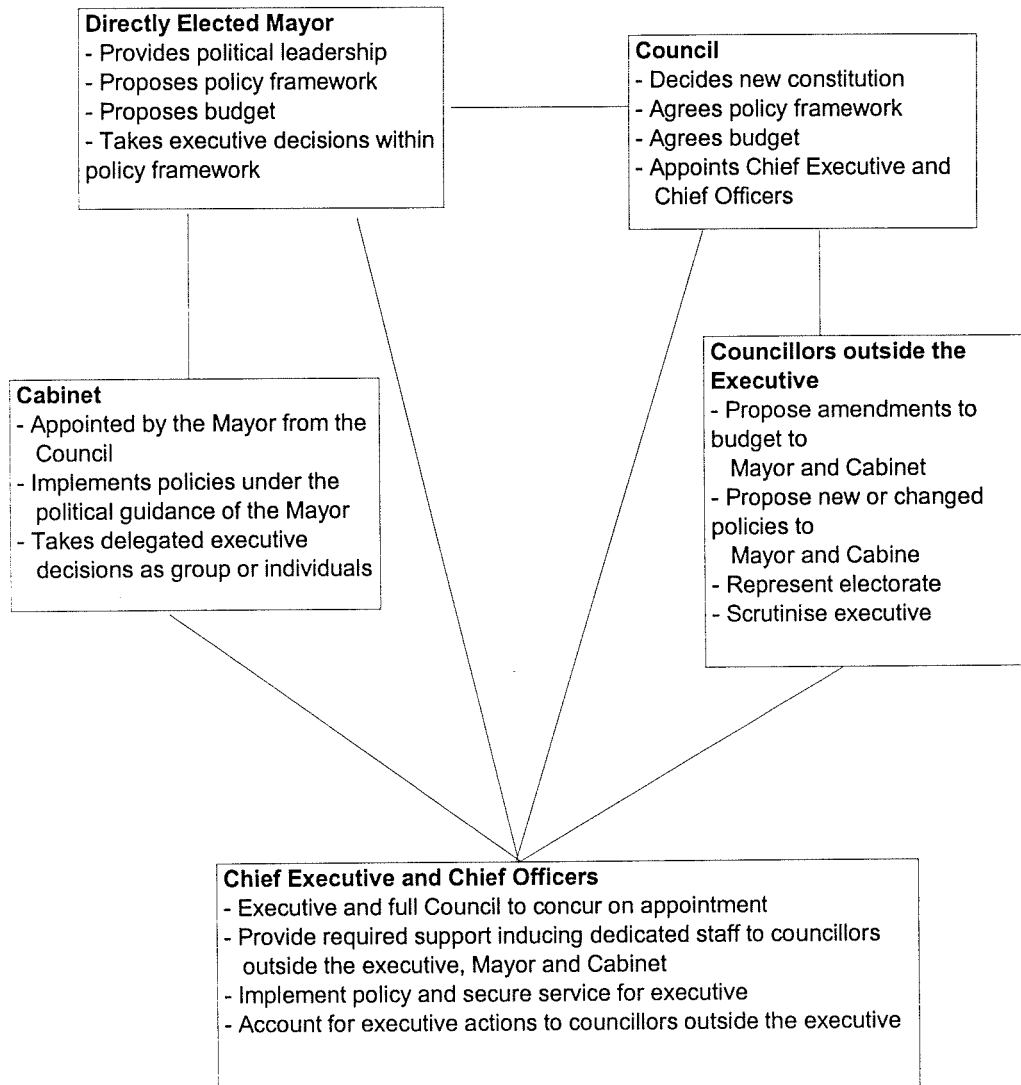 Directly Elected Mayor
- Provides political leadership
- Proposes policy framework
- Proposes budget
- Takes executive decisions within
policy framework
Council
- Decides new constitution
- Agrees policy framework
- Agrees budget
- Appoints Chief Executive and
Chief Officers
Cabinet
- Appointed by the Mayor from the
Council
- Implements policies under the
political guidance of the Mayor
- Takes delegated executive
decisions as group or individuals
Councillors outside the
Executive
- Propose amendments to
budget to
Mayor and Cabinet
- Propose new or changed
policies to
Mayor and Cabine
- Represent electorate
- Scrutinise executive
Chief Executive and Chief Officers
- Executive and full Council to concur on appointment
- Provide required support inducing dedicated staff to councillors
outside the executive, Mayor and Cabinet
- Implement policy and secure service for executive
- Account for executive actions to councillors outside the executive